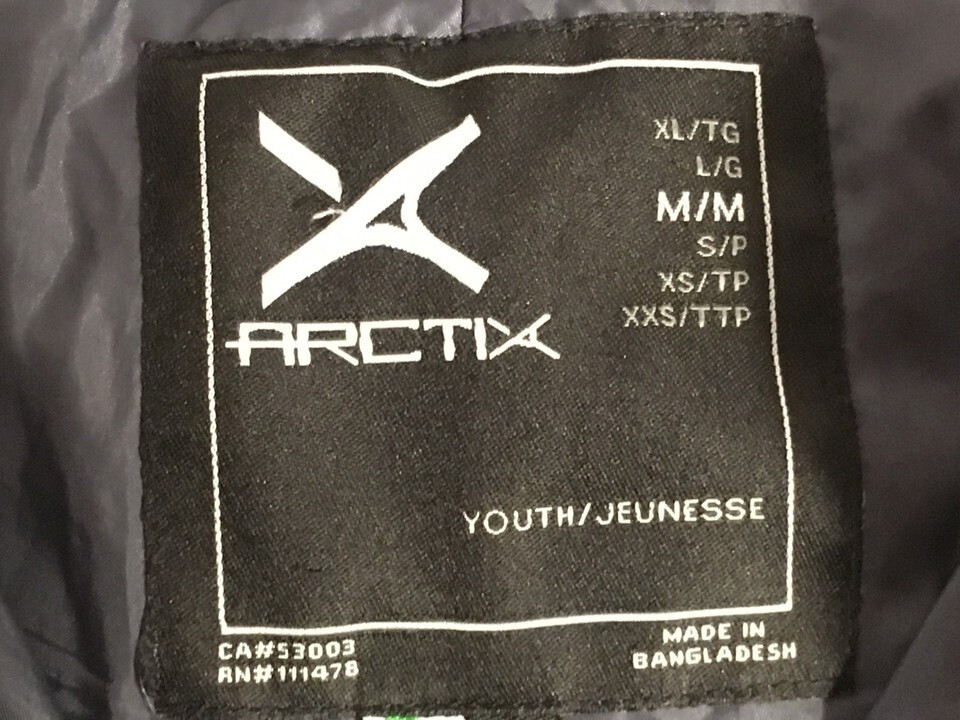 XL/TG
L/G
M/M
S/P
XS/TP
XXS/TTP
ARCTIX
YOUTH/JEUNESSE
CA#53003
RN#111478
MADE IN
BANGLADESH